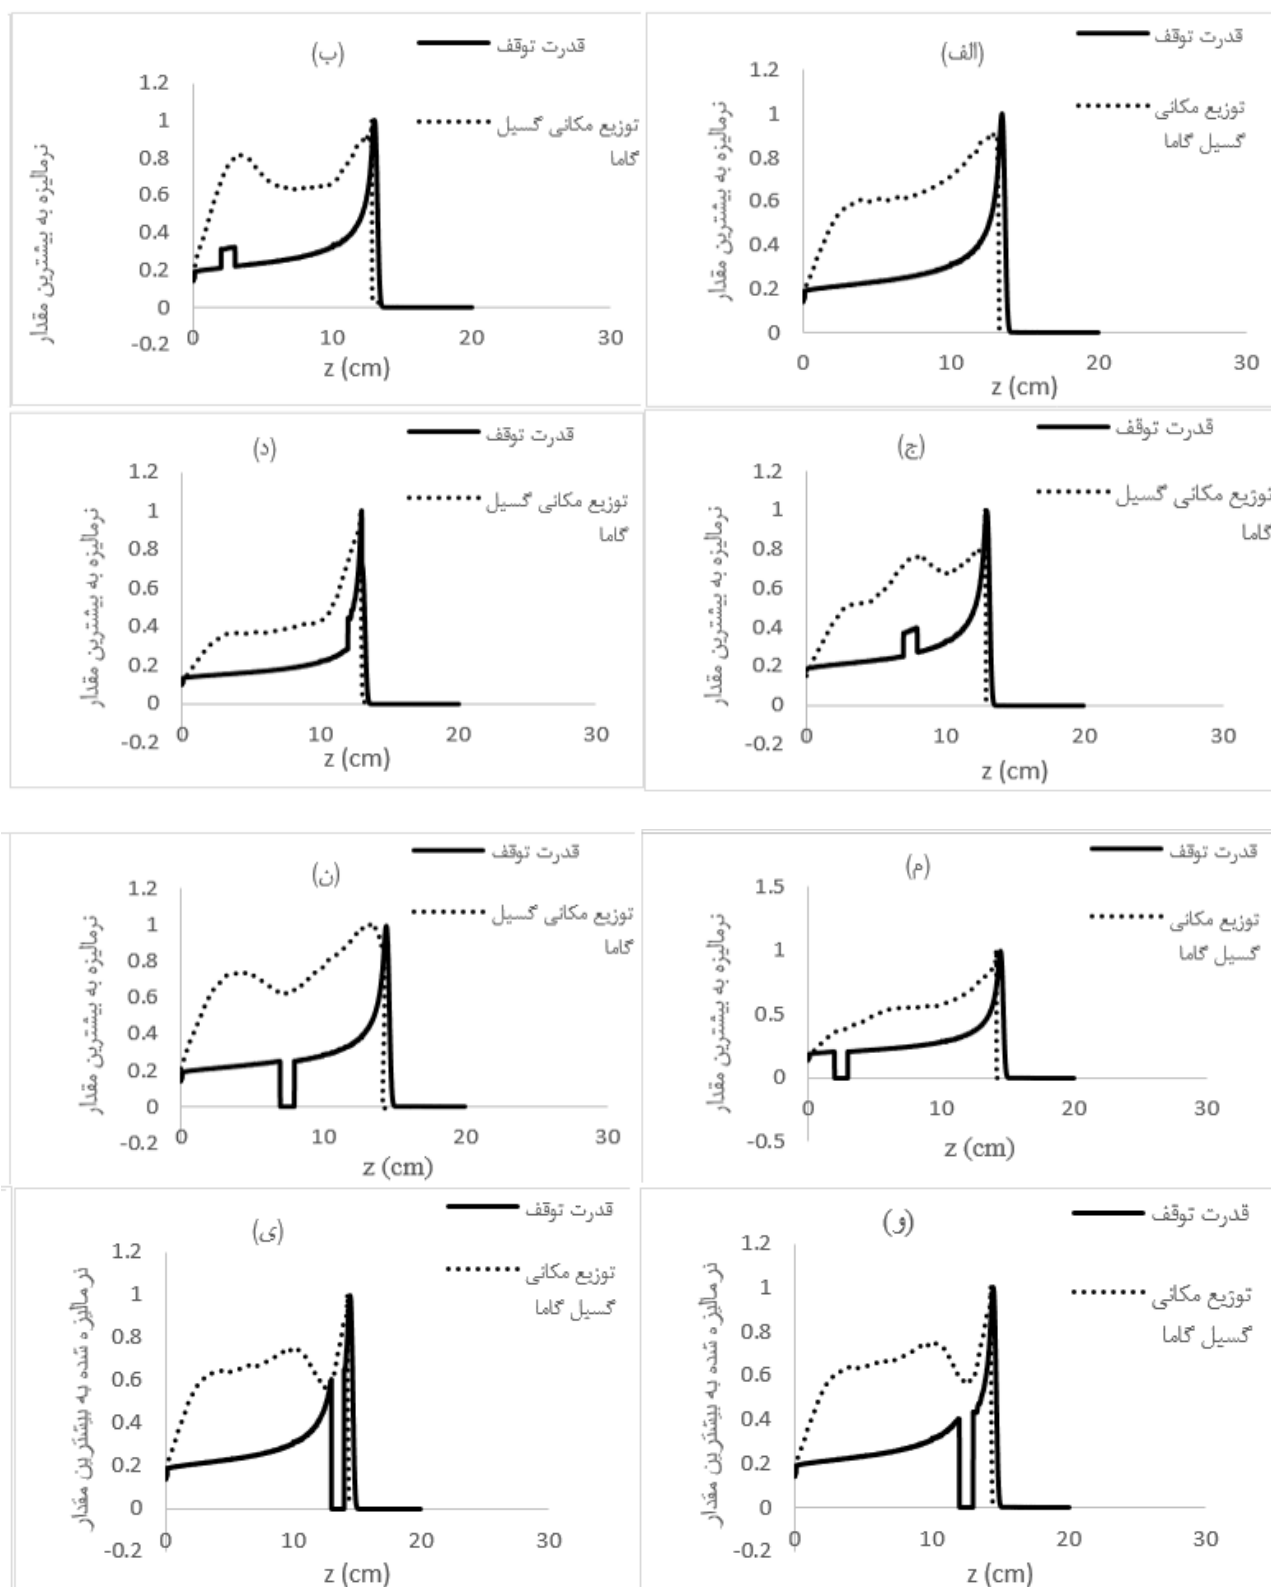 (الف)
قدرت توقف
توزیع مکانی
گسیل گاما
نرمالیزه به بیشترین مقدار
1.2
1
0.8
0.6
0.4
0.2
0
0 10 20 30
z (cm)
(ب)
قدرت توقف
توزیع مکانی گسیل
گاما
نرمالیزه به بیشترین مقدار
1.2
1
0.8
0.6
0.4
0.2
0
-0.2
0 10 20 30
z (cm)
(ج)
قدرت توقف
توزیع مکانی گسیل
گاما
نرمالیزه به بیشترین مقدار
1.2
1
0.8
0.6
0.4
0.2
0
-0.2
0 10 20 30
z (cm)
(د)
قدرت توقف
توزیع مکانی گسیل
گاما
نرمالیزه به بیشترین مقدار
1.2
1
0.8
0.6
0.4
0.2
0
-0.2
0 10 20 30
z (cm)
(م)
قدرت توقف
توزیع مکانی
گسیل گاما
نرمالیزه به بیشترین مقدار
1.5
1
0.5
0
-0.5
0 10 20 30
z (cm)
(ن)
قدرت توقف
توزیع مکانی گسیل
گاما
نرمالیزه به بیشترین مقدار
1.2
1
0.8
0.6
0.4
0.2
0
-0.2
0 10 20 30
z (cm)
(و)
قدرت توقف
توزیع مکانی
گسیل گاما
نرمالیزه شده به بیشترین مقدار
1.2
1
0.8
0.6
0.4
0.2
0
-0.2
0 10 20 30
z (cm)
(ی)
قدرت توقف
توزیع مکانی
گسیل گاما
نرمالیزه شده به بیشترین مقدار
1.2
1
0.8
0.6
0.4
0.2
0
-0.2
0 10 20 30
z (cm)